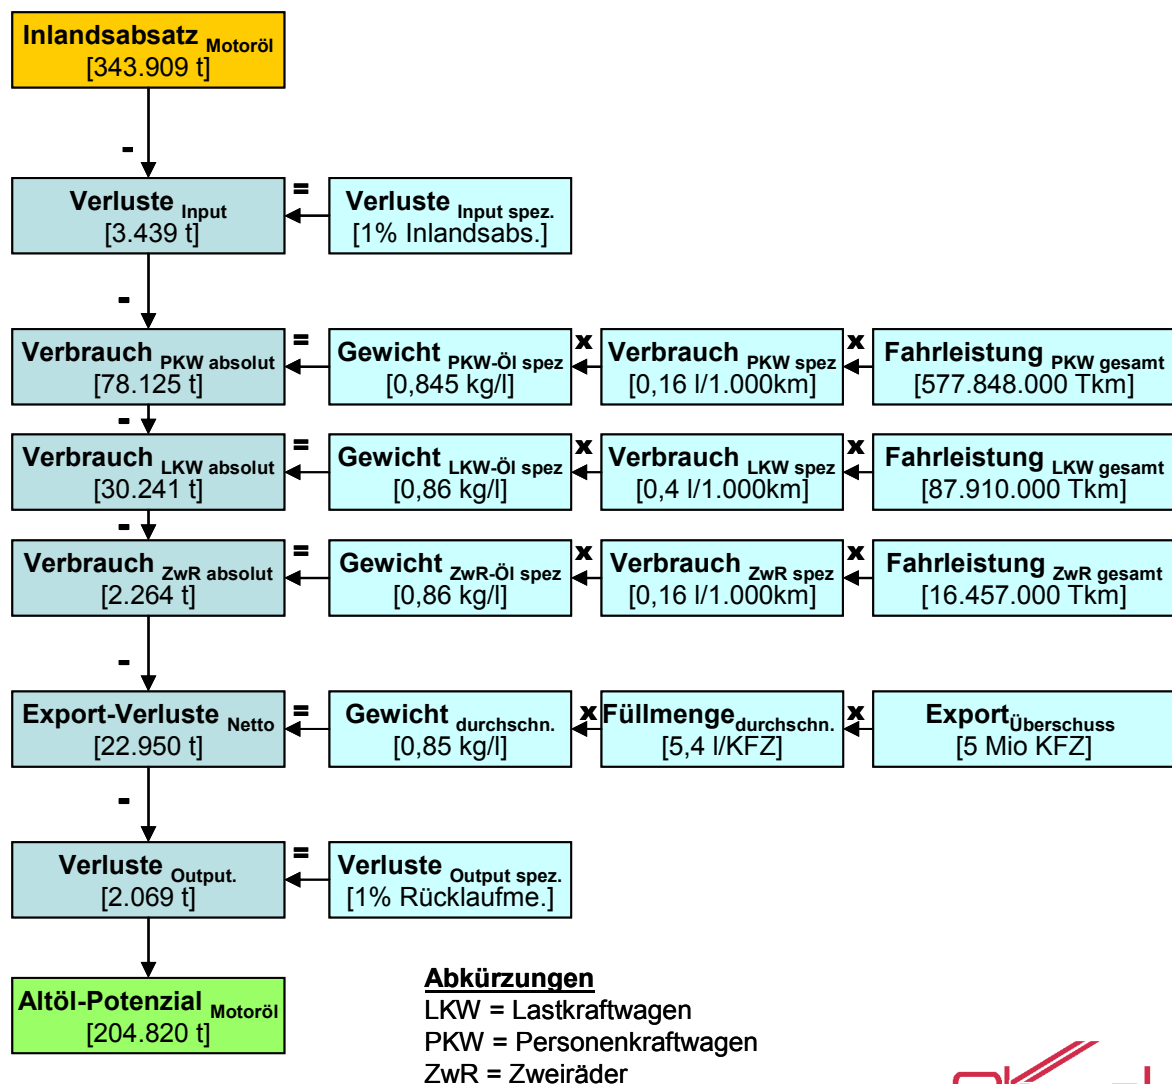 Inlandsabsatz Motoröl
[343.909 t]
-
Verluste Input
[3.439 t]
=
Verluste Input spez.
[1% Inlandsabs.]
-
Verbrauch PKW absolut
[78.125 t]
=
Gewicht PKW-Öl spez
[0,845 kg/l]
x
Verbrauch PKW spez
[0,16 l/1.000km]
x
Fahrleistung PKW gesamt
[577.848.000 Tkm]
-
Verbrauch LKW absolut
[30.241 t]
=
Gewicht LKW-Öl spez
[0,86 kg/l]
x
Verbrauch LKW spez
[0,4 l/1.000km]
x
Fahrleistung LKW gesamt
[87.910.000 Tkm]
-
Verbrauch ZwR absolut
[2.264 t]
=
Gewicht ZwR-Öl spez
[0,86 kg/l]
x
Verbrauch ZwR spez
[0,16 l/1.000km]
x
Fahrleistung ZwR gesamt
[16.457.000 Tkm]
-
Export-Verluste Netto
[22.950 t]
=
Gewicht durchschn.
[0,85 kg/l]
x
Füllmenge durchschn.
[5,4 l/KFZ]
x
Export Überschuss
[5 Mio KFZ]
-
Verluste Output.
[2.069 t]
=
Verluste Output spez.
[1% Rücklaufme.]
Altöl-Potenzial Motoröl
[204.820 t]
Abkürzungen
LKW = Lastkraftwagen
PKW = Personenkraftwagen
ZwR = Zweiräder